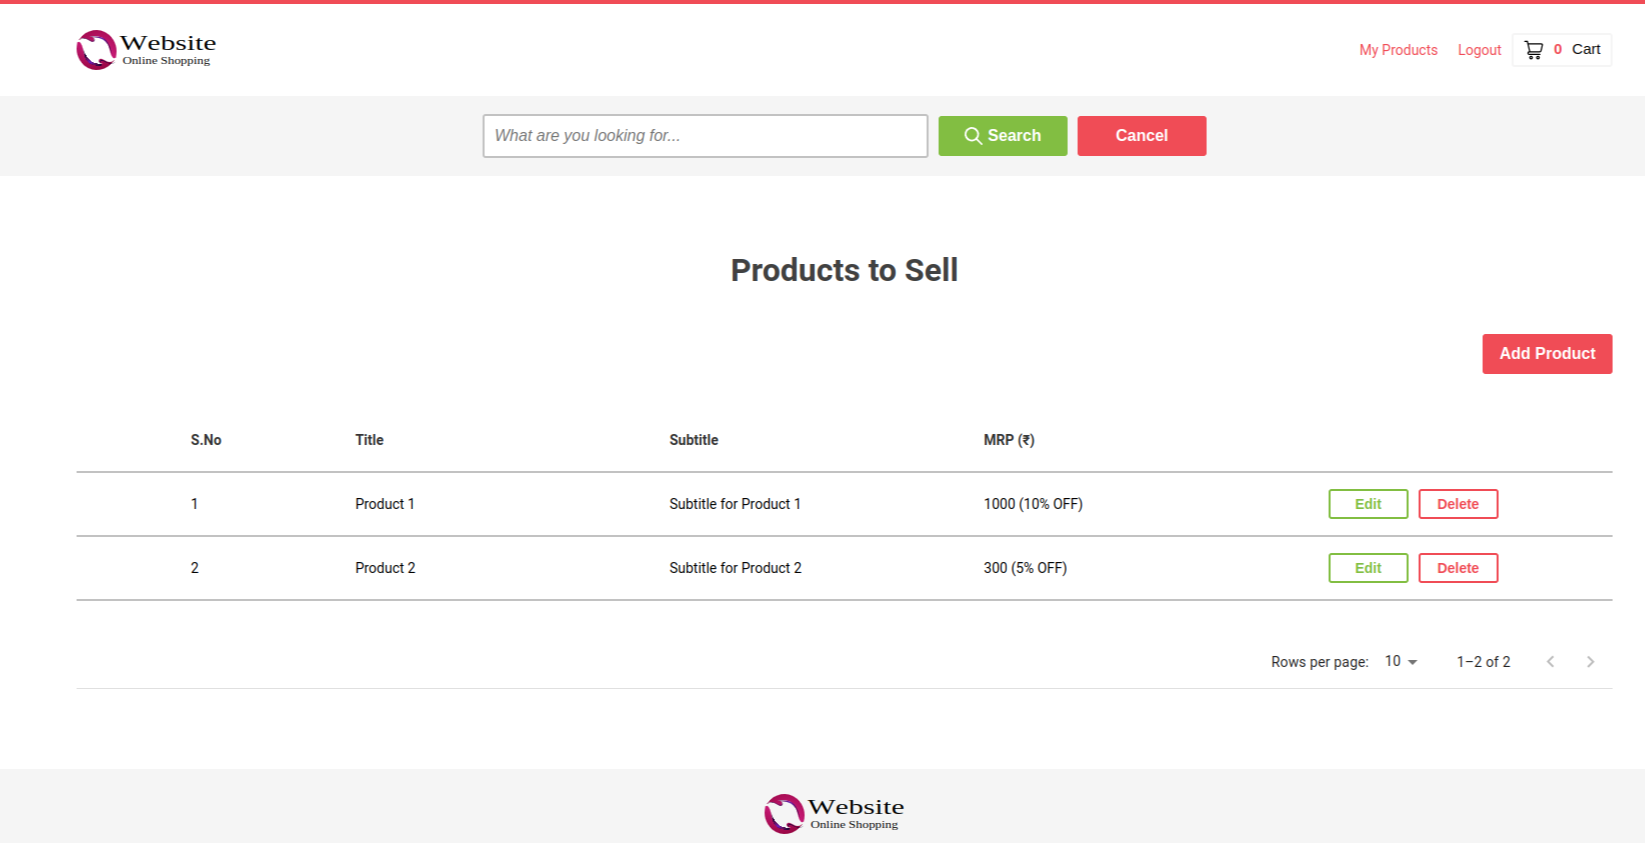 Website
Online Shopping
My Products Logout 0 Cart
What are you looking for... Search Cancel
Products to Sell
Add Product
S.No Title Subtitle MRP (₹)
1 Product 1 Subtitle for Product 1 1000 (10% OFF) Edit Delete
2 Product 2 Subtitle for Product 2 300 (5% OFF) Edit Delete
Rows per page: 10 1–2 of 2
Website
Online Shopping